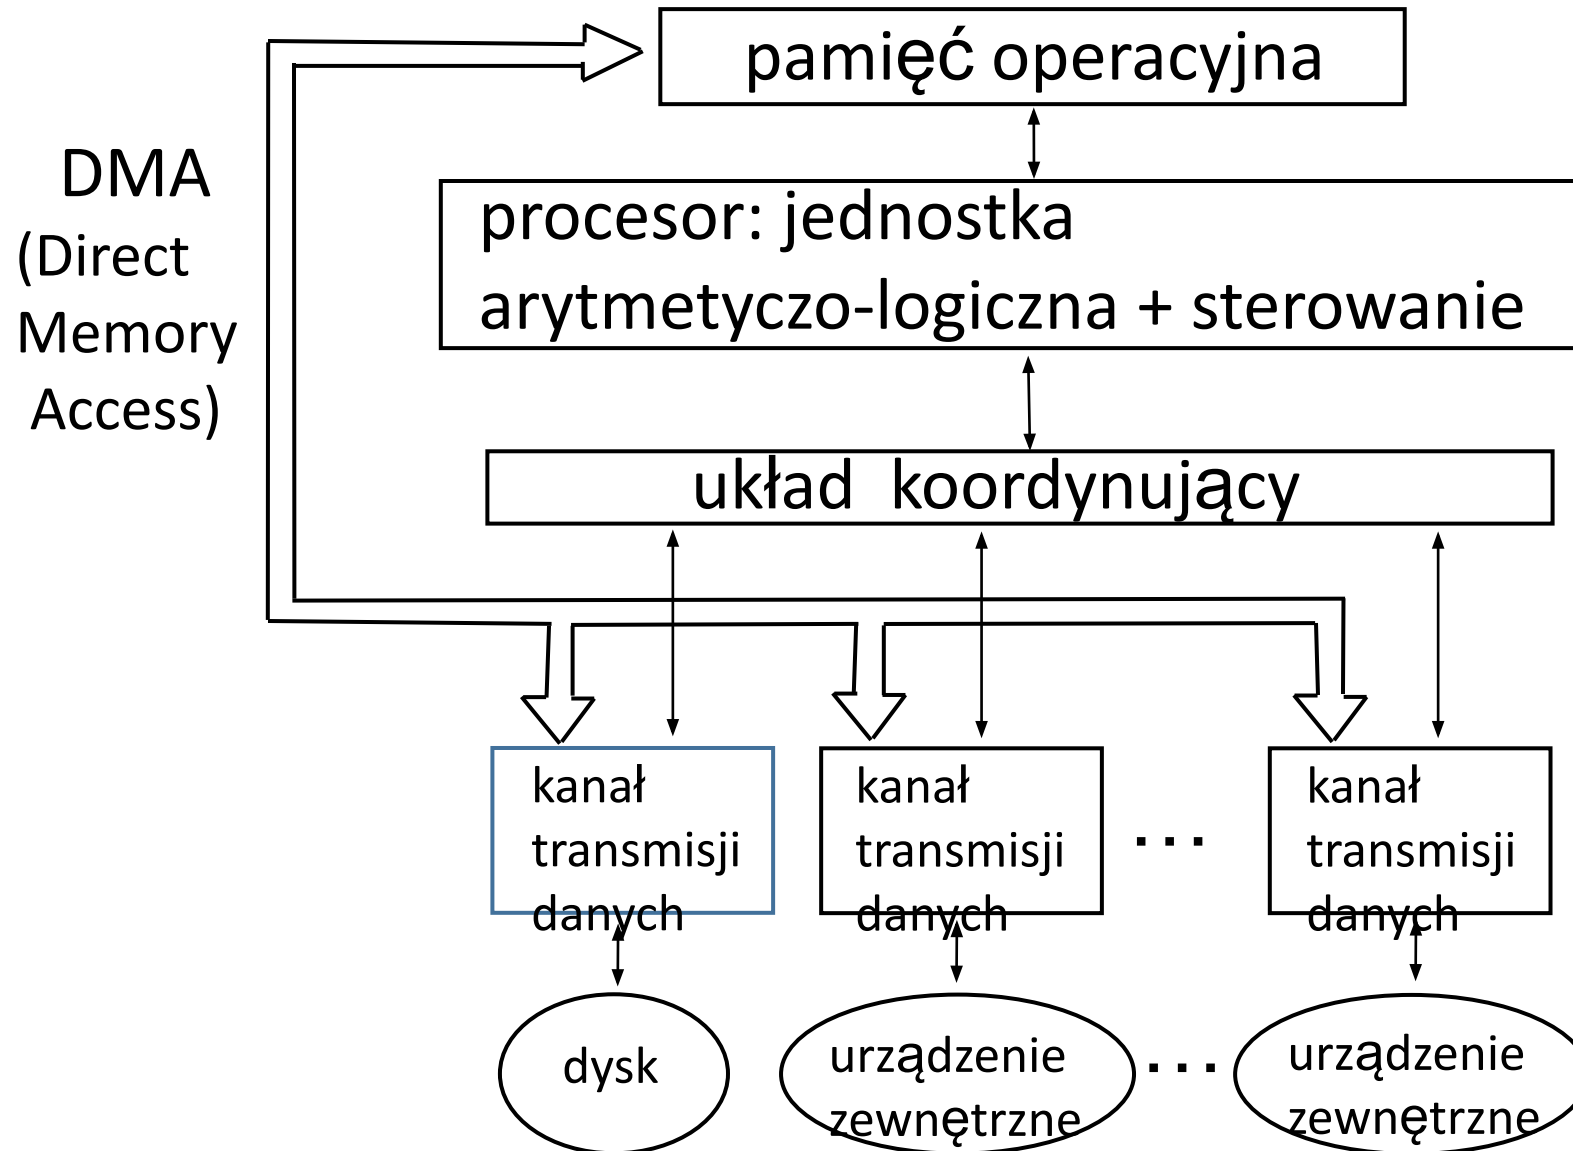 pamięć operacyjna
DMA
(Direct
Memory
Access)
procesor: jednostka
arytmetyczo-logiczna + sterowanie
układ koordynujący
kanał
transmisji
danych
kanał
transmisji
danych
. . .
kanał
transmisji
danych
dysk
urządzenie
zewnętrzne
. . .
urządzenie
zewnętrzne